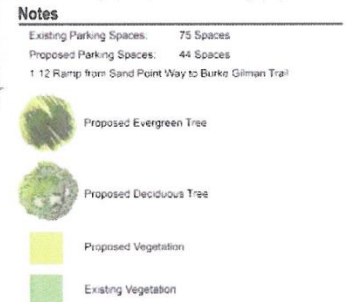 Notes
Existing Parking Spaces: 75 Spaces
Proposed Parking Spaces: 44 Spaces
1:12 Ramp from Sand Point Way to Burke Gilman Trail
Proposed Evergreen Tree
Proposed Deciduous Tree
Proposed Vegetation
Existing Vegetation